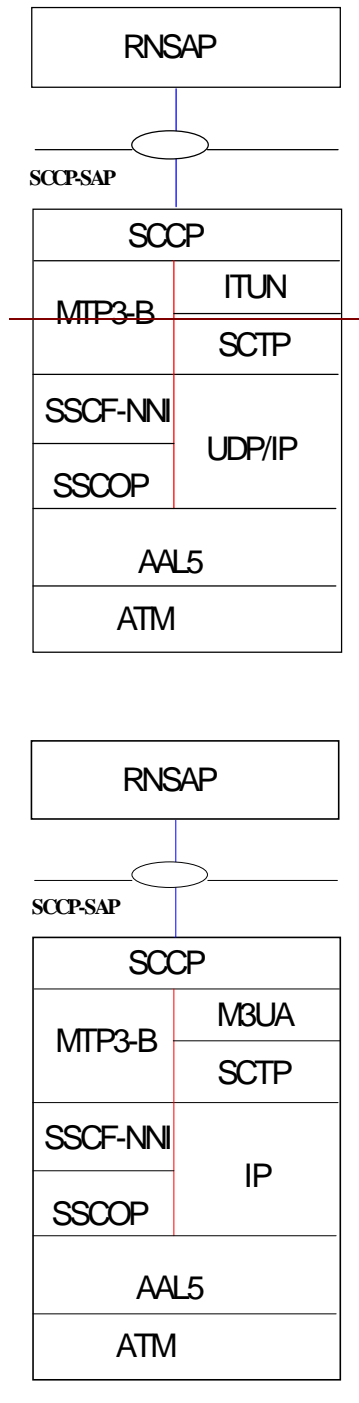 RNSAP
SCCP-SAP
SCCP
MTP3-B
ITUN
SCTP
SSCF-NNI
UDP/IP
SSCOP
AAL5
ATM
RNSAP
SCCP-SAP
SCCP
MTP3-B
M3UA
SCTP
SSCF-NNI
IP
SSCOP
AAL5
ATM